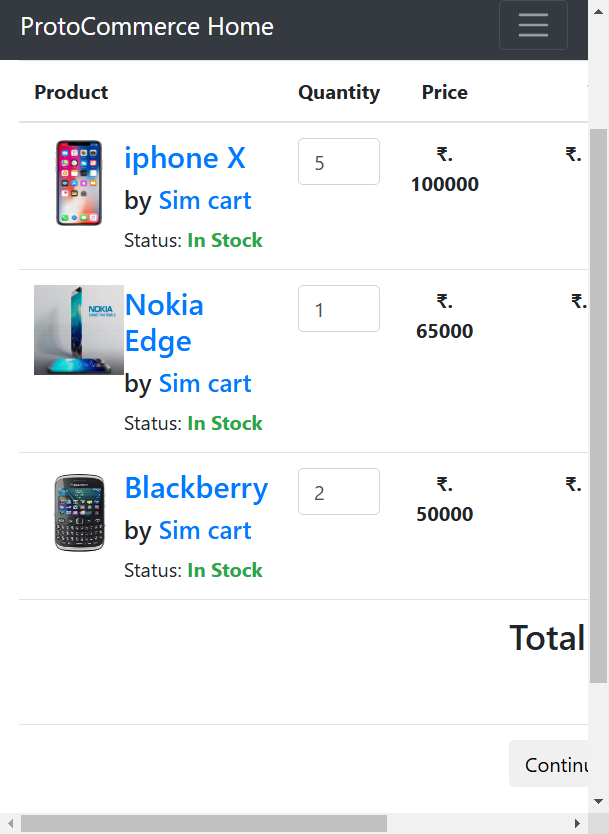 ProtoCommerce Home
Product Quantity Price
iphone X 5 ₹. ₹.
100000
by Sim cart
Status: In Stock
NOKIA
Nokia 1 ₹. ₹.
Edge 65000
by Sim cart
Status: In Stock
Blackberry 2 ₹. ₹.
50000
by Sim cart
Status: In Stock
Total